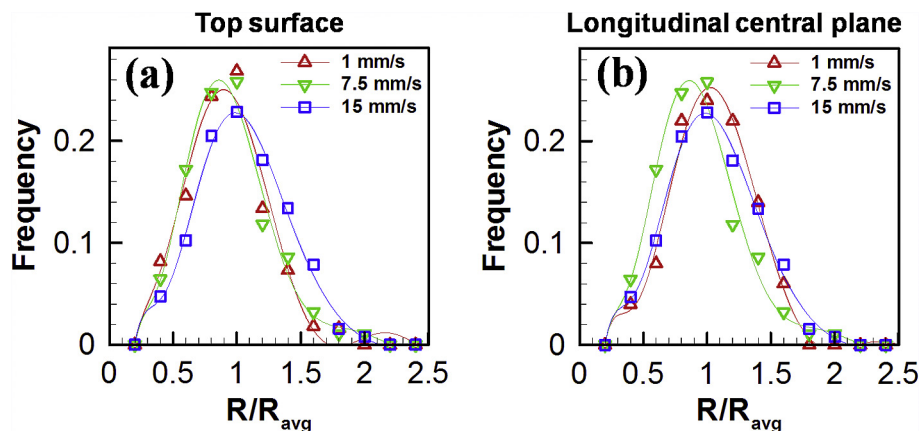 Top surface
(a)
1 mm/s
7.5 mm/s
15 mm/s
Frequency
0.2
0.1
0
0
0.5
1
1.5
2
2.5
R/R_avg
Longitudinal central plane
(b)
1 mm/s
7.5 mm/s
15 mm/s
Frequency
0.2
0.1
0
0
0.5
1
1.5
2
2.5
R/R_avg